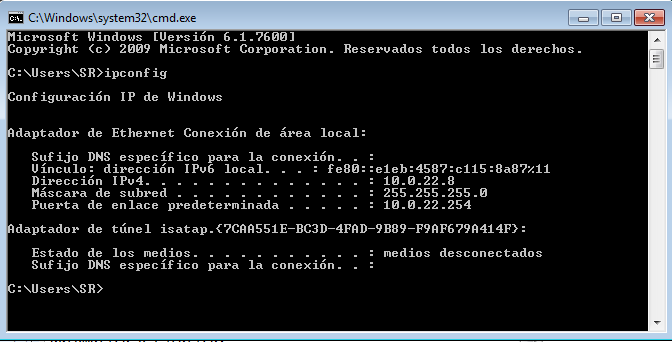 C:\Windows\system32\cmd.exe
Microsoft Windows [Versión 6.1.7600]
Copyright (c) 2009 Microsoft Corporation. Reservados todos los derechos.
C:\Users\SR>ipconfig
Configuración IP de Windows
Adaptador de Ethernet Conexión de área local:
Sufijo DNS específico para la conexión. . :
Vínculo: dirección IPv6 local. . . : fe80::e1eb:4587:c115:8a87%11
Dirección IPv4. . . . . . . . . . . . . . : 10.0.22.8
Máscara de subred . . . . . . . . . . . . : 255.255.255.0
Puerta de enlace predeterminada . . . . . : 10.0.22.254
Adaptador de túnel isatap.{7CAA551E-BC3D-4FAD-9B89-F9AF679A414F}:
Estado de los medios. . . . . . . . . . . : medios desconectados
Sufijo DNS específico para la conexión. . :
C:\Users\SR>